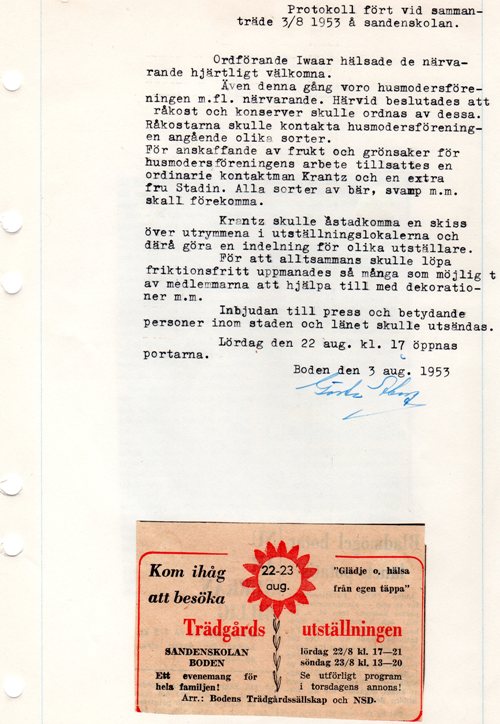 Protokoll fört vid samman-
träde 3/8 1953 å sandenskolan.
Ordförande Iwaar hälsade de närva-
rande hjärtligt välkomna.
Även denna gång voro husmodersföre-
ningen m.fl. närvarande. Härvid beslutades att
råkost och konserver skulle ordnas av dessa.
Råkostarna skulle kontakta husmodersförening-
en angående olika sorter.
För anskaffande av frukt och grönsaker för
husmodersföreningens arbete tillsattes en
ordinarie kontaktman Krantz och en extra
fru Stadin. Alla sorter av bär, svamp m.m.
skall förekomma.
Krantz skulle åstadkomma en skiss
över utrymmena i utställningslokalerna och
därå göra en indelning för olika utställare.
För att alltsammans skulle löpa
friktionsfritt uppmanades så många som möjlig t
av medlemmarna att hjälpa till med dekoratio-
ner m.m.
Inbjudan till press och betydande
personer inom staden och länet skulle utsändas.
Lördag den 22 aug. kl. 17 öppnas
portarna.
Boden den 3 aug. 1953
Kom ihåg
att besöka
22-23
aug.
"Glädje o, hälsa
från egen täppa"
Trädgårds utställningen
SANDENSKOLAN
BODEN
Ett evenemang för
hela familjen!
lördag 22/8 kl. 17—21
söndag 23/8 kl. 13—20
Se utförligt program
i torsdagens annons!
Arr.: Bodens Trädgårdssällskap och NSD-